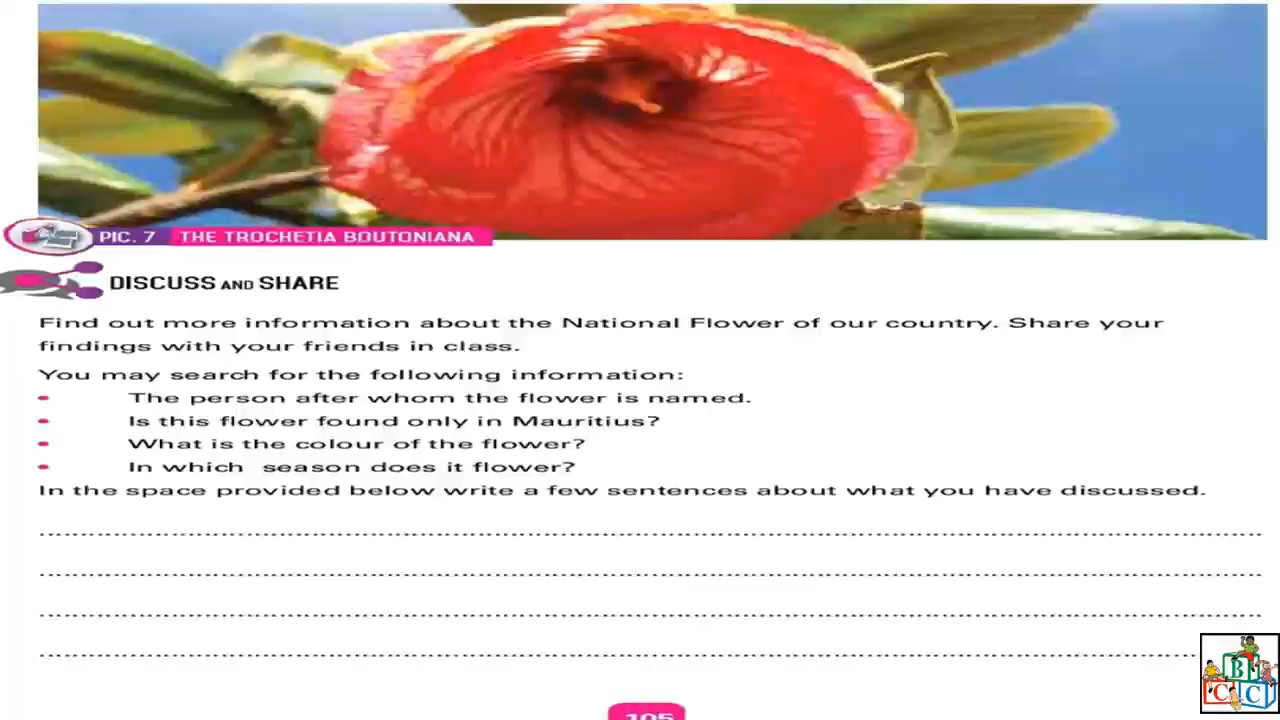 PIC. 7 THE TROCHETIA BOUTONIANA
DISCUSS AND SHARE
Find out more information about the National Flower of our country. Share your
findings with your friends in class.
You may search for the following information:
• The person after whom the flower is named.
• Is this flower found only in Mauritius?
• What is the colour of the flower?
• In which season does it flower?
In the space provided below write a few sentences about what you have discussed.
B
C C
105